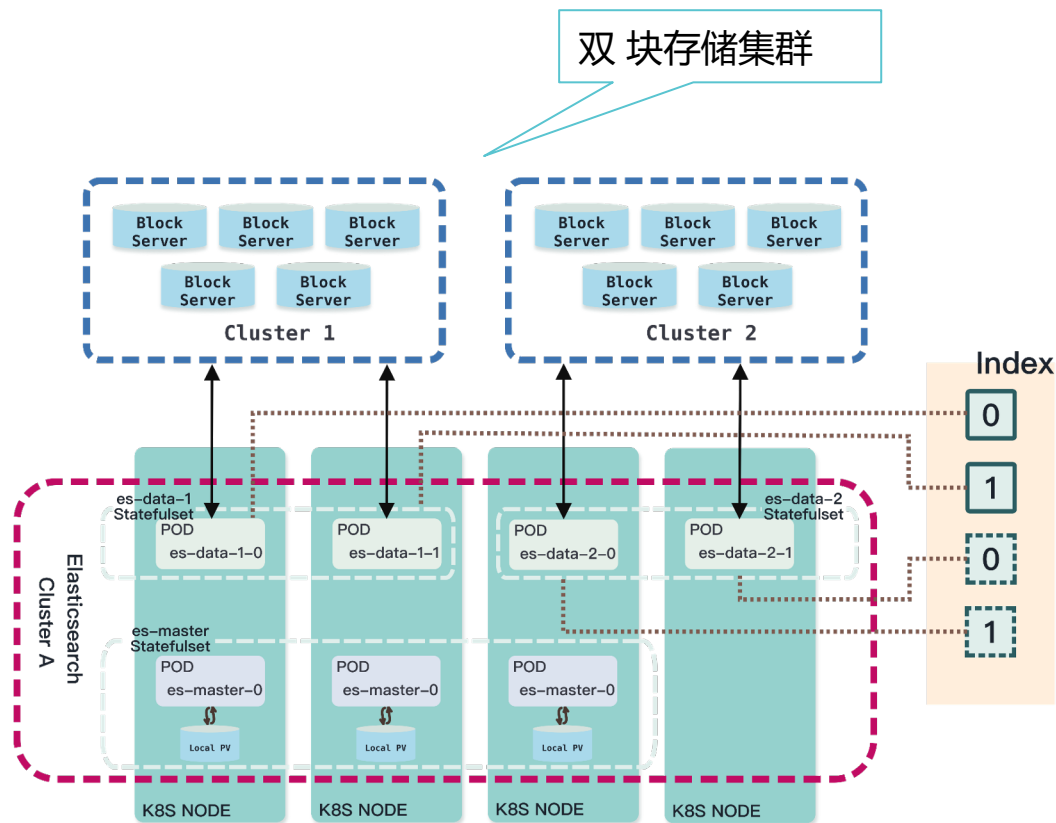 双 块存储集群
Block
Server
Block
Server
Block
Server
Block
Server
Block
Server
Cluster 1
Block
Server
Block
Server
Block
Server
Block
Server
Block
Server
Cluster 2
Index
0
1
0
1
Elasticsearch
Cluster A
es-data-1
Statefulset
POD
es-data-1-0
POD
es-data-1-1
es-data-2
Statefulset
POD
es-data-2-0
POD
es-data-2-1
es-master
Statefulset
POD
es-master-0
Local PV
POD
es-master-0
Local PV
POD
es-master-0
Local PV
K8S NODE
K8S NODE
K8S NODE
K8S NODE